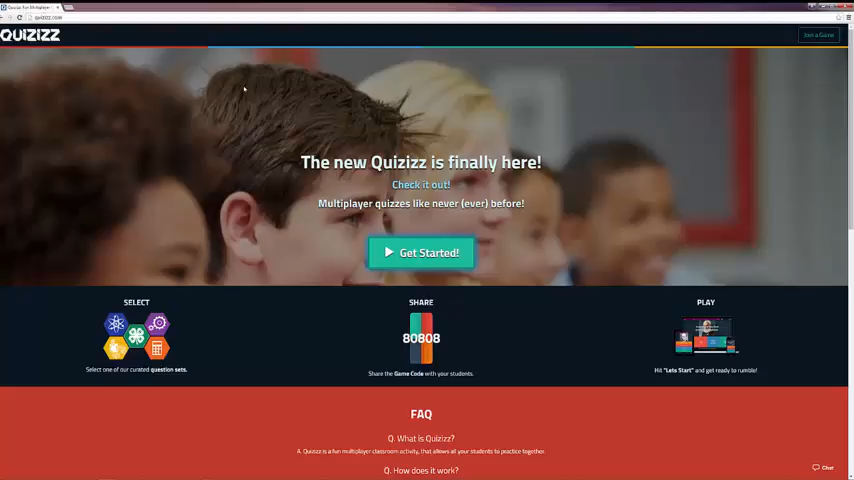 Quizizz: Fun Multiplayer
quizizz.com
QUIZIZZ
Join a Game
The new Quizizz is finally here!
Check it out!
Multiplayer quizzes like never (ever) before!
Get Started!
SELECT
SHARE
PLAY
80808
Select one of our curated question sets.
Share the Game Code with your students.
Hit "Lets Start" and get ready to rumble!
FAQ
Q. What is Quizizz?
A. Quizizz is a fun multiplayer classroom activity, that allows all your students to practice together.
Q. How does it work?
Chat